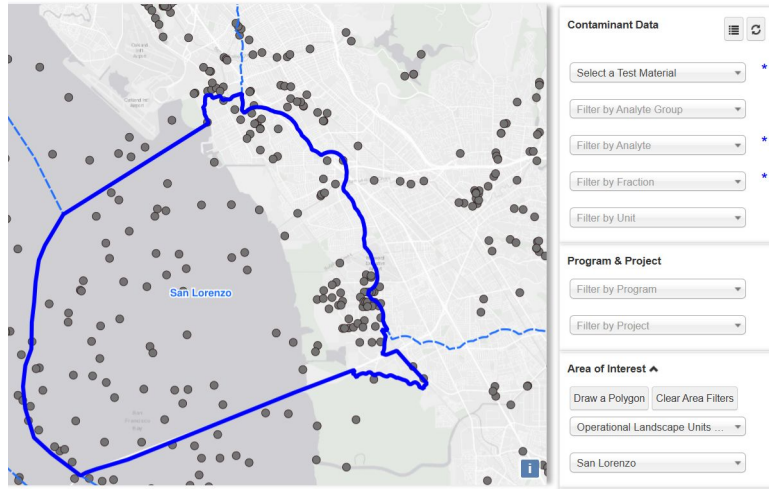 San Lorenzo
i
Contaminant Data
Select a Test Material *
Filter by Analyte Group
Filter by Analyte *
Filter by Fraction *
Filter by Unit
Program & Project
Filter by Program
Filter by Project
Area of Interest
Draw a Polygon Clear Area Filters
Operational Landscape Units ...
San Lorenzo